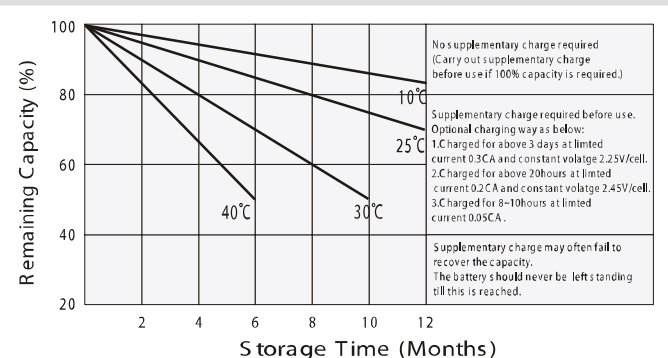 100
80
60
40
20
Remaining Capacity (%)
2 4 6 8 10 12
Storage Time (Months)
10℃
25℃
30℃
40℃
No supplementary charge required
(Carry out supplementary charge
before use if 100% capacity is required.)
Supplementary charge required before use.
Optional charging way as below:
1.Charged for above 3 days at limted
current 0.3CA and constant volatge 2.25V/cell.
2.Charged for above 20hours at limted
current 0.2CA and constant volatge 2.45V/cell.
3.Charged for 8~10hours at limted
current 0.05CA.
Supplementary charge may often fail to
recover the capacity.
The battery should never be left standing
till this is reached.